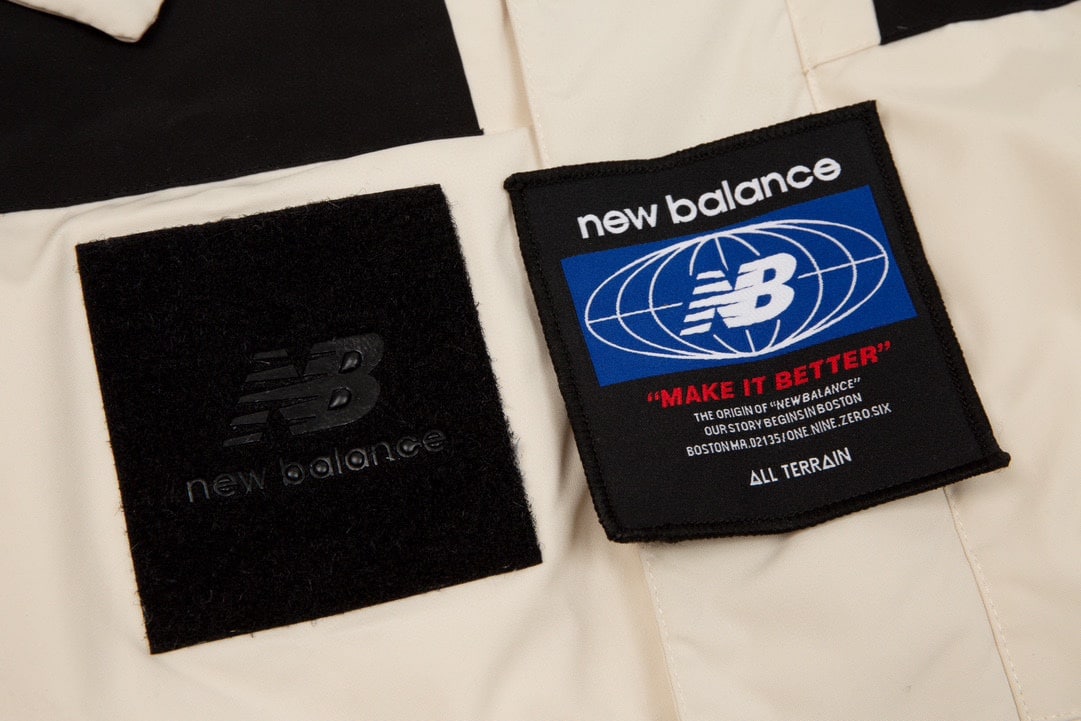 NB
new balance
new balance
NB
“MAKE IT BETTER”
THE ORIGIN OF “NEW BALANCE”
OUR STORY BEGINS IN BOSTON
BOSTON MA.02135/ONE.NINE.ZERO.SIX
ALL TERRAIN